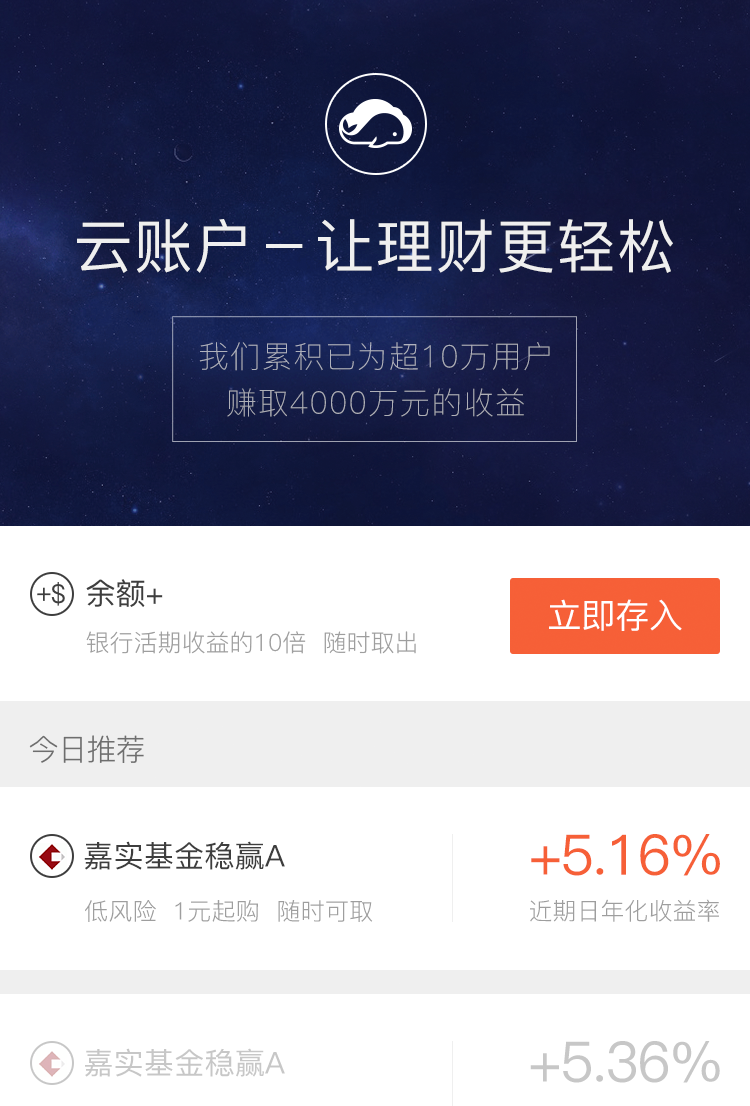 云账户－让理财更轻松
我们累积已为超10万用户
赚取4000万元的收益
+$ 余额+
立即存入
银行活期收益的10倍 随时取出
今日推荐
嘉实基金稳赢A
+5.16%
低风险 1元起购 随时可取
近期日年化收益率
嘉实基金稳赢A
+5.36%